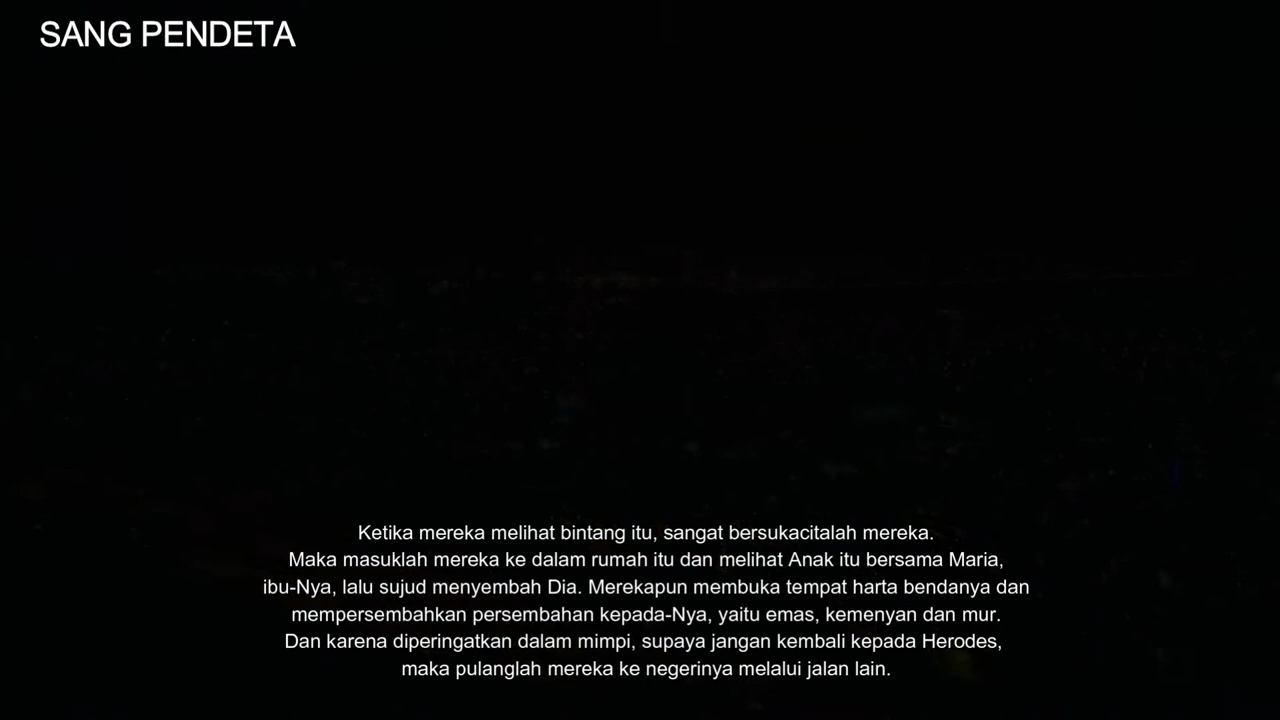 SANG PENDETA
Ketika mereka melihat bintang itu, sangat bersukacitalah mereka.
Maka masuklah mereka ke dalam rumah itu dan melihat Anak itu bersama Maria,
ibu-Nya, lalu sujud menyembah Dia. Merekapun membuka tempat harta bendanya dan
mempersembahkan persembahan kepada-Nya, yaitu emas, kemenyan dan mur.
Dan karena diperingatkan dalam mimpi, supaya jangan kembali kepada Herodes,
maka pulanglah mereka ke negerinya melalui jalan lain.